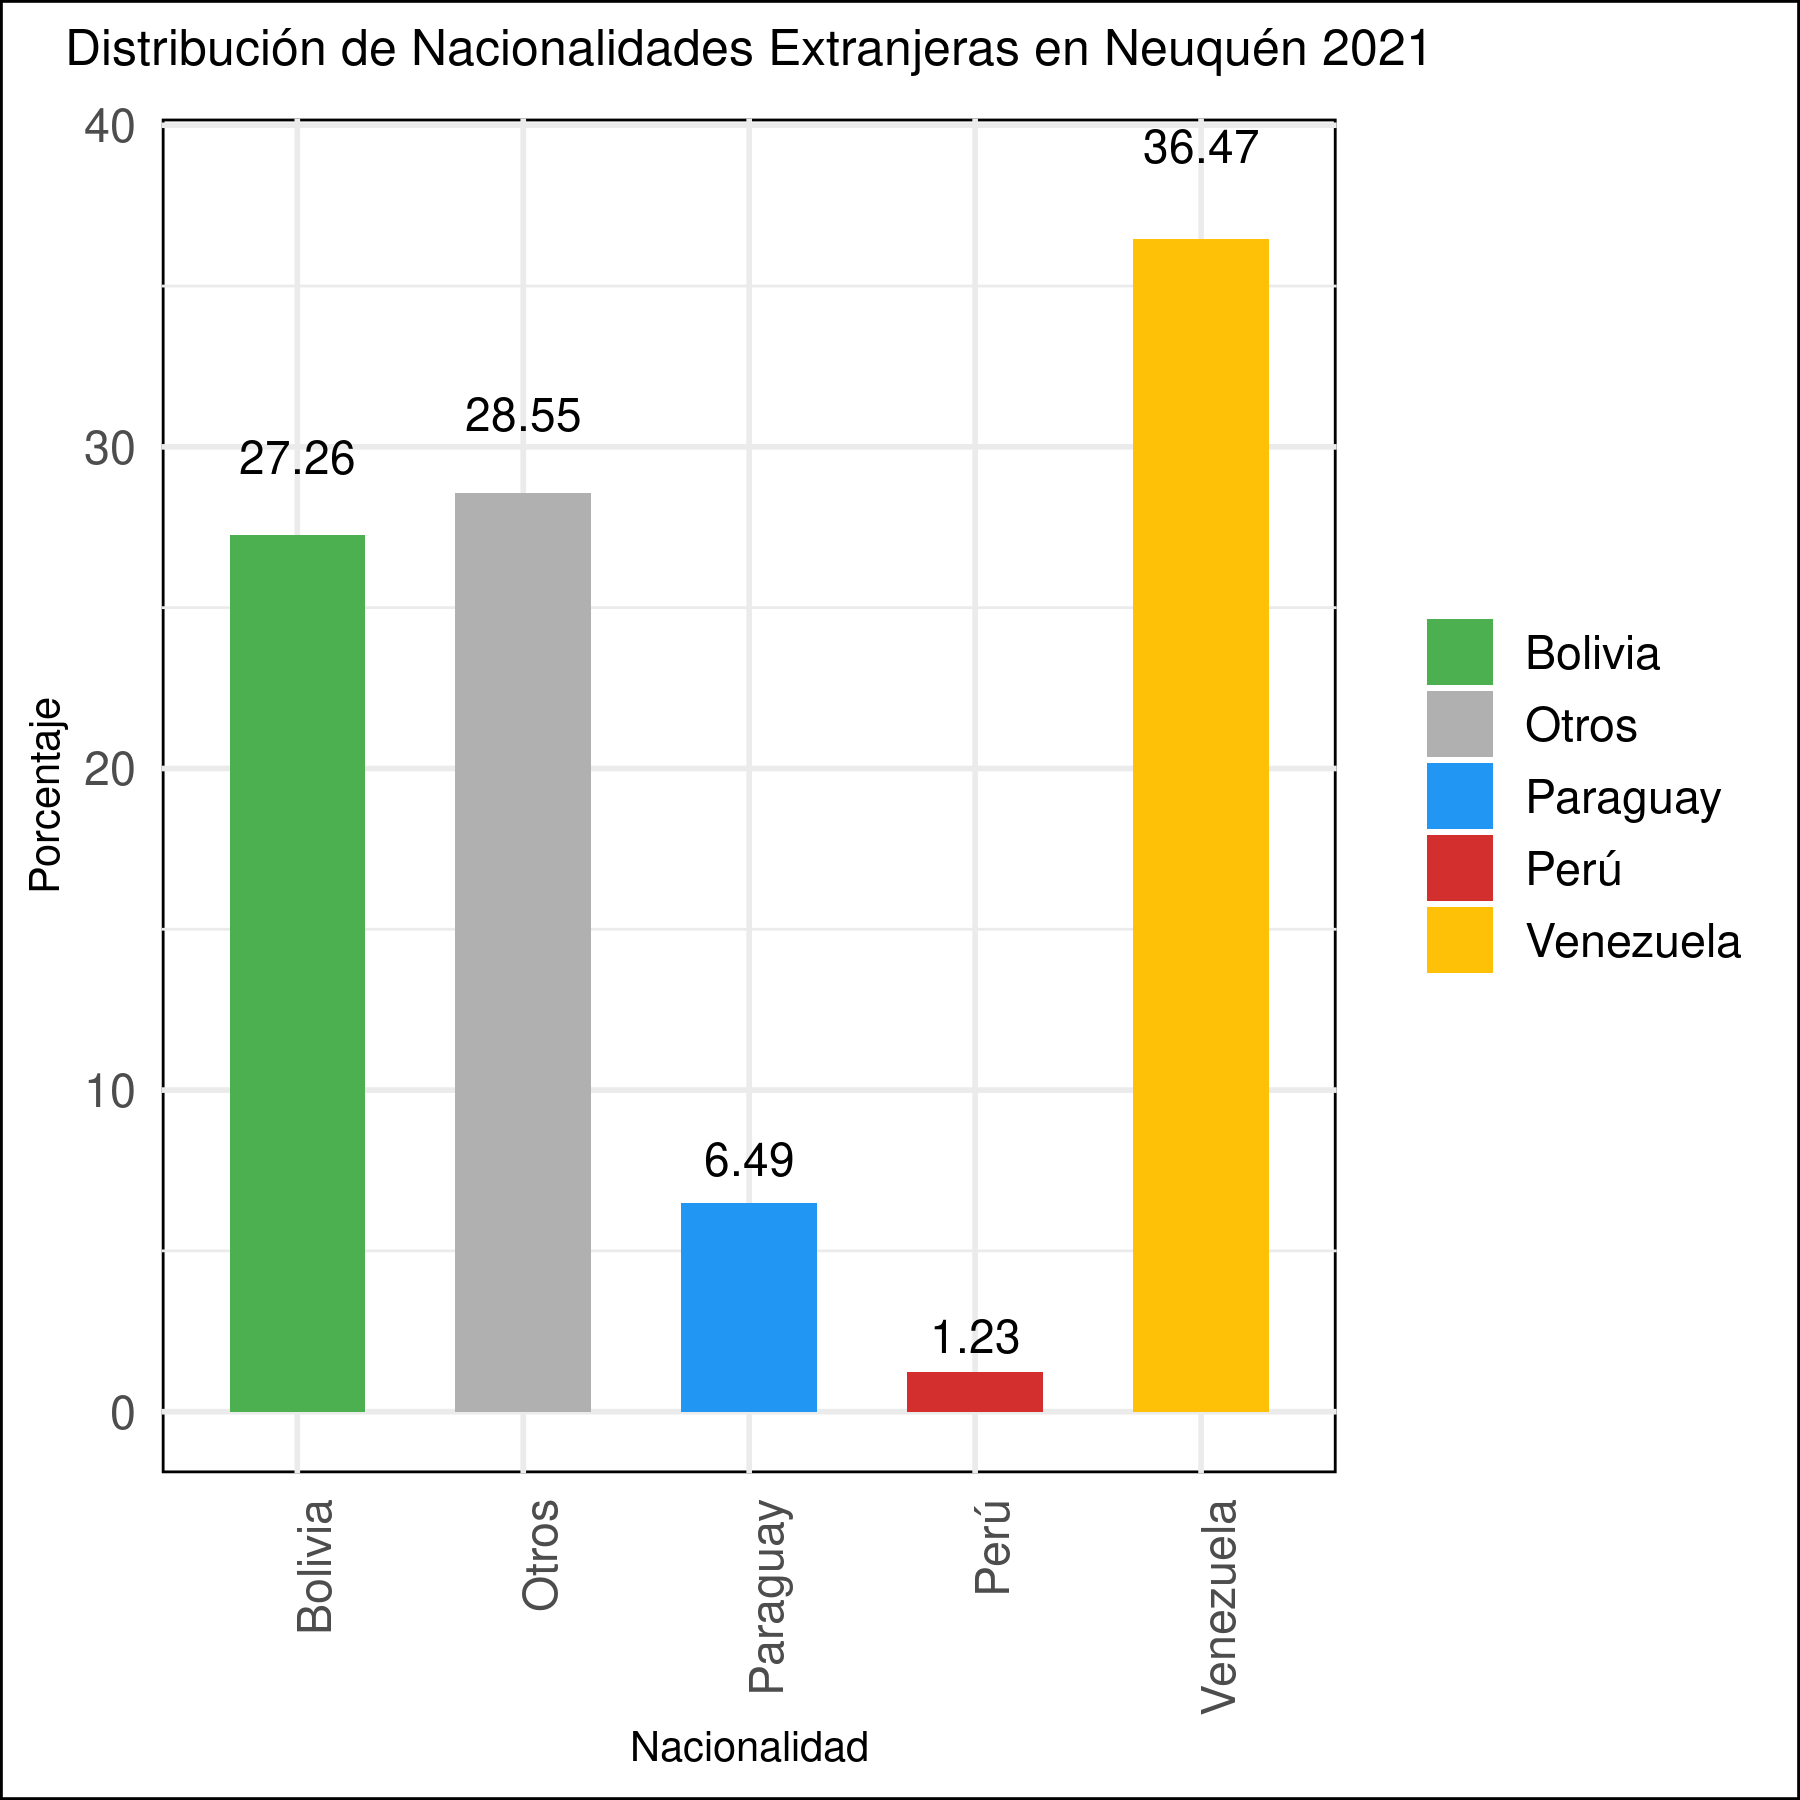 Distribución de Nacionalidades Extranjeras en Neuquén 2021
Porcentaje
40
30
20
10
0
27.26
28.55
6.49
1.23
36.47
Bolivia
Otros
Paraguay
Perú
Venezuela
Nacionalidad
Bolivia
Otros
Paraguay
Perú
Venezuela